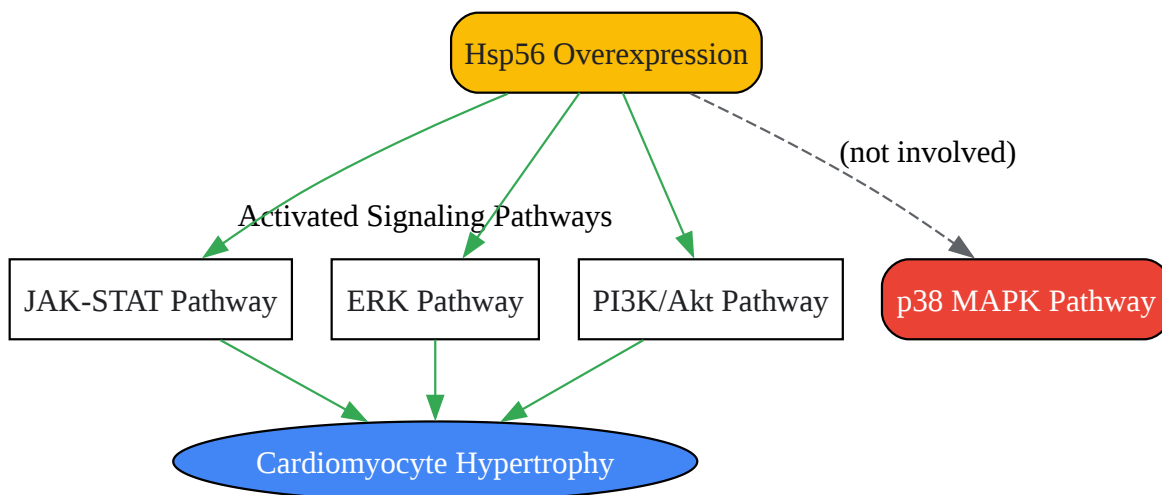 Hsp56 Overexpression
(not involved)
Activated Signaling Pathways
JAK-STAT Pathway
ERK Pathway
PI3K/Akt Pathway
p38 MAPK Pathway
Cardiomyocyte Hypertrophy